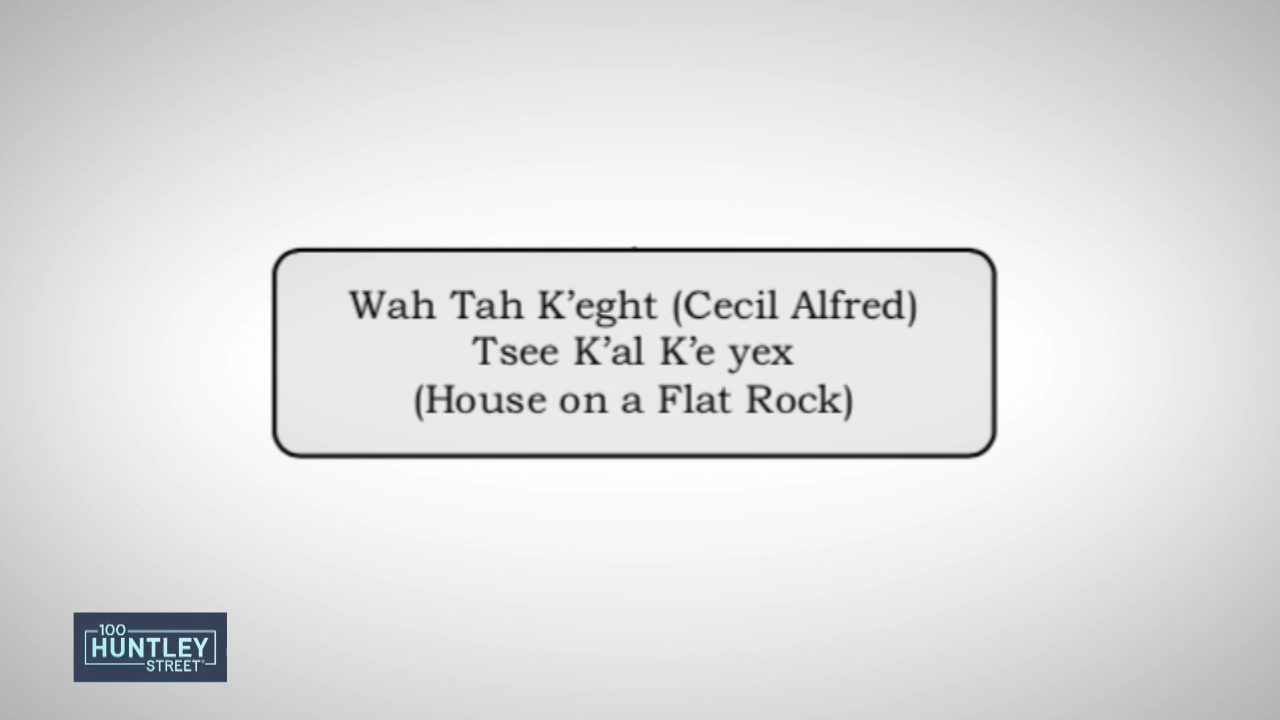 Wah Tah K’eght (Cecil Alfred)
Tsee K’al K’e yex
(House on a Flat Rock)
100
HUNTLEY
STREET